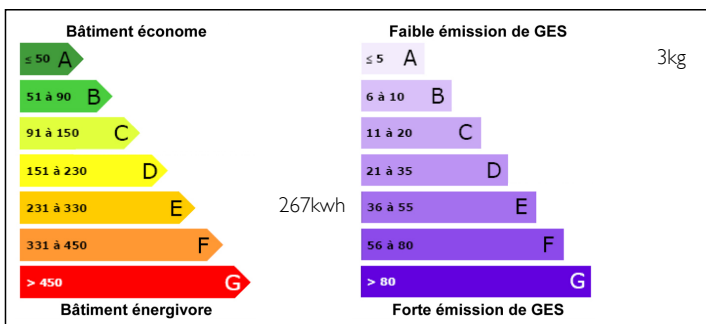 Bâtiment économe
≤ 50 A
51 à 90 B
91 à 150 C
151 à 230 D
231 à 330 E
267kwh
331 à 450 F
> 450 G
Bâtiment énergivore
Faible émission de GES
≤ 5 A
3kg
6 à 10 B
11 à 20 C
21 à 35 D
36 à 55 E
56 à 80 F
> 80 G
Forte émission de GES